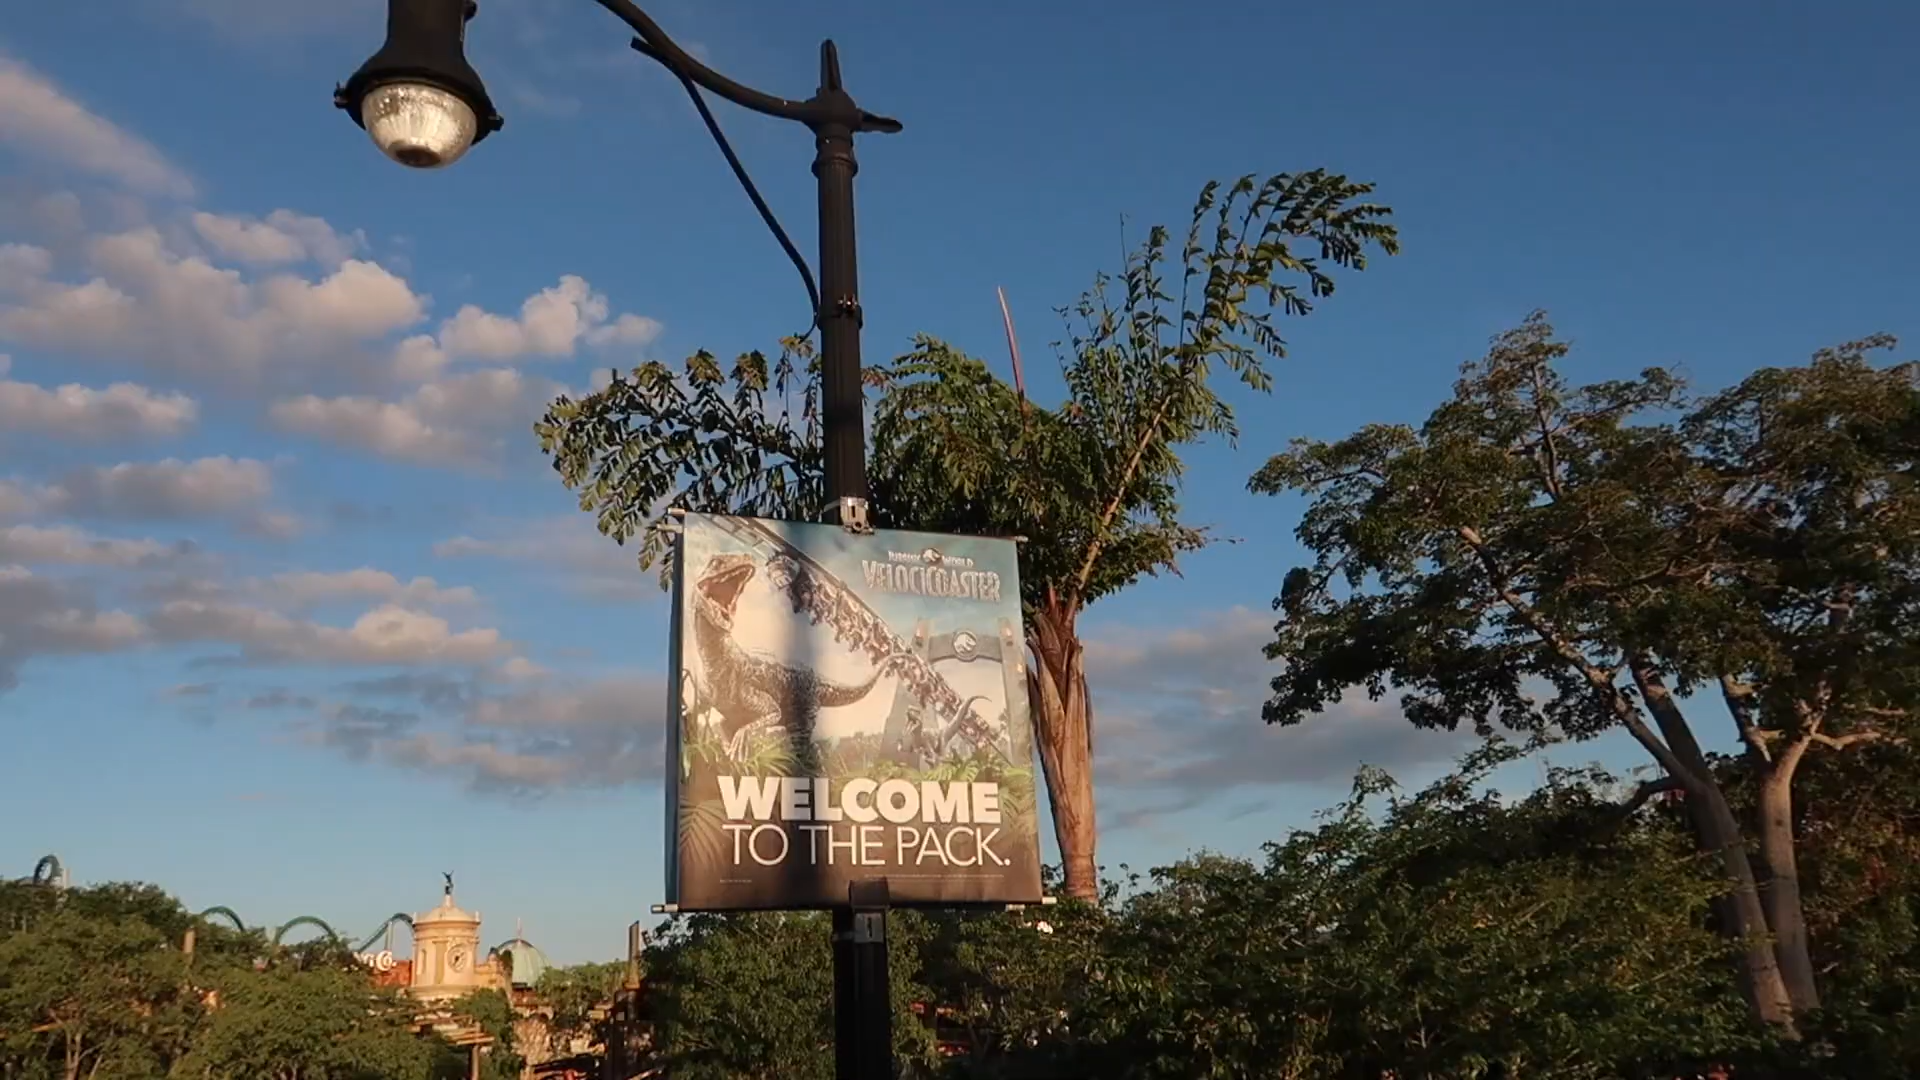 JURASSIC WORLD
VELOCICOASTER
WELCOME
TO THE PACK.